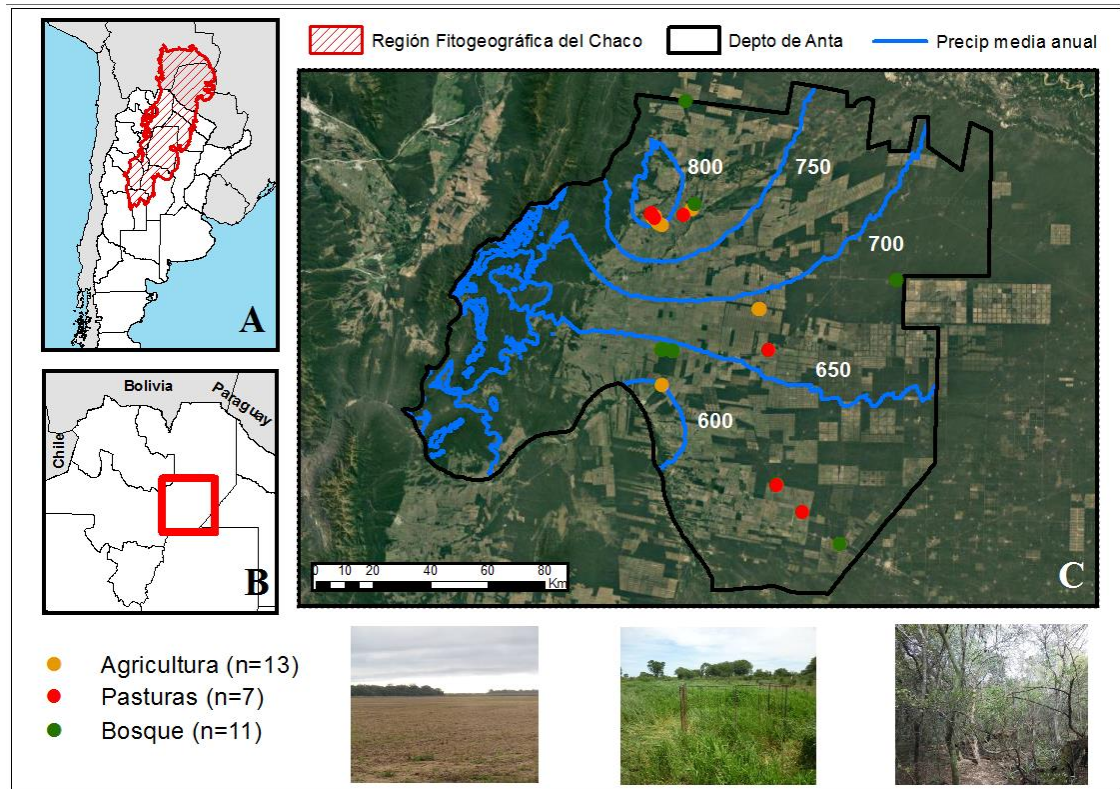 Región Fitogeográfica del Chaco
Depto de Anta
Precip media anual
A
800
750
700
650
600
0 10 20 40 60 80
Km
C
Bolivia
Paraguay
Chile
B
Agricultura (n=13)
Pasturas (n=7)
Bosque (n=11)